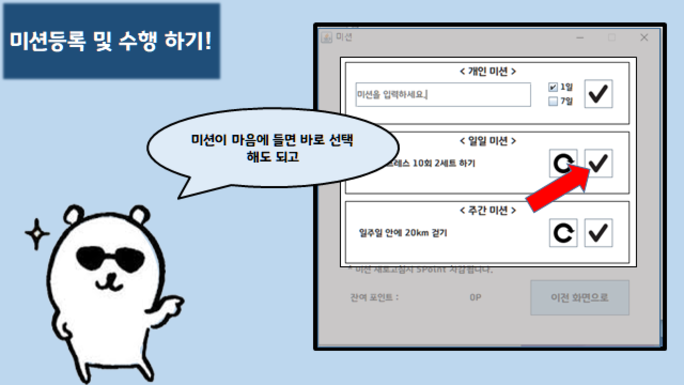 미션등록 및 수행 하기!
미션
< 개인 미션 >
미션을 입력하세요.
1일
7일
미션이 마음에 들면 바로 선택
해도 되고
< 일일 미션 >
프레스 10회 2세트 하기
< 주간 미션 >
일주일 안에 20km 걷기
* 미션 새로고침시 5Point 차감됩니다.
잔여 포인트 :
0P
이전 화면으로